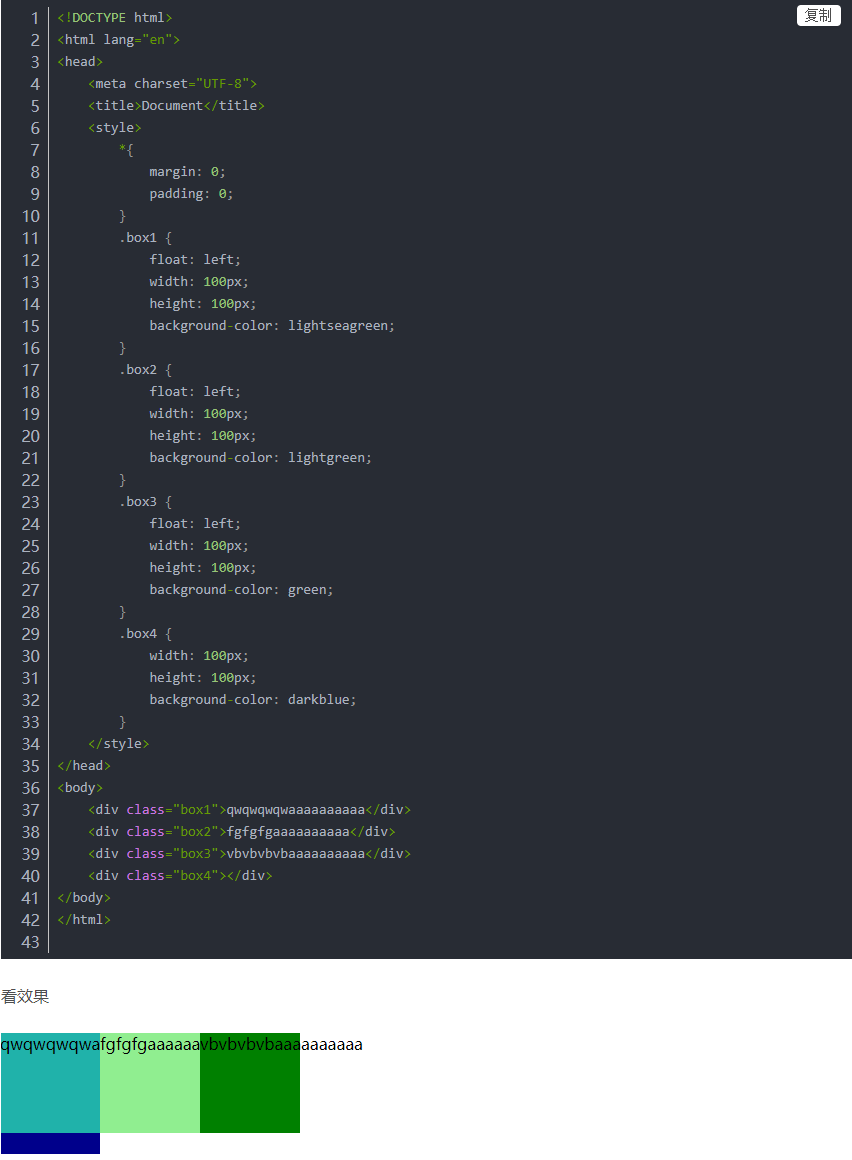 复制
1 <!DOCTYPE html>
2 <html lang="en">
3 <head>
4     <meta charset="UTF-8">
5     <title>Document</title>
6     <style>
7         *{
8             margin: 0;
9             padding: 0;
10         }
11         .box1 {
12             float: left;
13             width: 100px;
14             height: 100px;
15             background-color: lightseagreen;
16         }
17         .box2 {
18             float: left;
19             width: 100px;
20             height: 100px;
21             background-color: lightgreen;
22         }
23         .box3 {
24             float: left;
25             width: 100px;
26             height: 100px;
27             background-color: green;
28         }
29         .box4 {
30             width: 100px;
31             height: 100px;
32             background-color: darkblue;
33         }
34     </style>
35 </head>
36 <body>
37     <div class="box1">qwqwqwqwaaaaaaaaaa</div>
38     <div class="box2">fgfgfgaaaaaaaaaa</div>
39     <div class="box3">vbvbvbvbaaaaaaaaaa</div>
40     <div class="box4"></div>
41 </body>
42 </html>
43
看效果
qwqwqwqwafgfgfgaaaaaavbvbvbvbaaaaaaaaaa